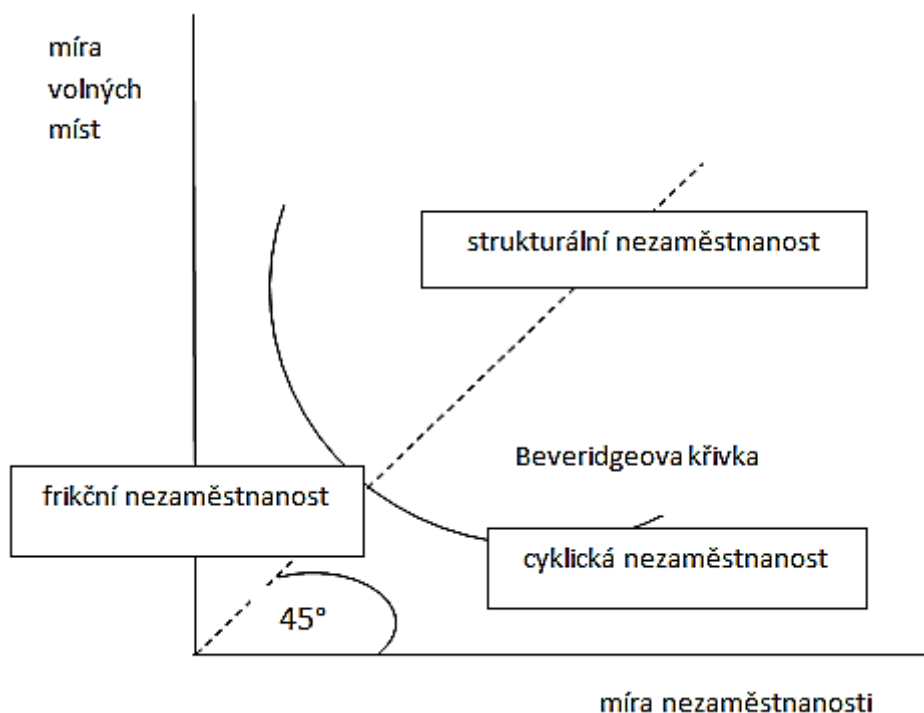 míra
volných
míst
strukturální nezaměstnanost
Beveridgeova křivka
frikční nezaměstnanost
cyklická nezaměstnanost
45°
míra nezaměstnanosti